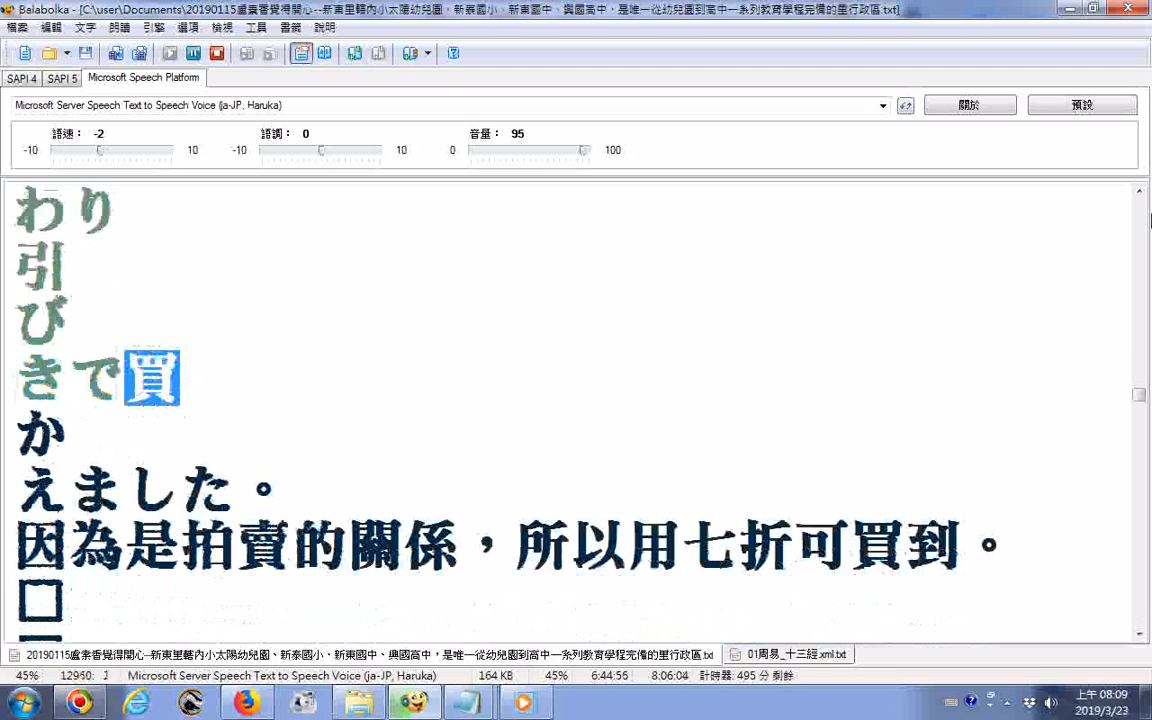 Balabolka - [C:\user\Documents\20190115盧素香覺得開心--新東里轄內小太陽幼兒園、新泰國小、新東國中、興國高中，是唯一從幼兒園到高中一系列教育學程完備的里行政區.txt]
檔案 編輯 文字 朗讀 引擎 選項 檢視 工具 書籤 說明
SAPI 4 SAPI 5 Microsoft Speech Platform
Microsoft Server Speech Text to Speech Voice (ja-JP, Haruka) 關於 預設
語速： -2 語調： 0 音量： 95
-10 10 -10 10 0 100
わり
引
び
きで買
か
えました。
因為是拍賣的關係，所以用七折可買到。
20190115盧素香覺得開心--新東里轄內小太陽幼兒園、新泰國小、新東國中、興國高中，是唯一從幼兒園到高中一系列教育學程完備的里行政區.txt 01周易_十三經.xml.txt
45% Microsoft Server Speech Text to Speech Voice (ja-JP, Haruka) 164 KB 45% 6:44:56 8:06:04 計時器: 495 分 剩餘
上午 08:09
2019/3/23